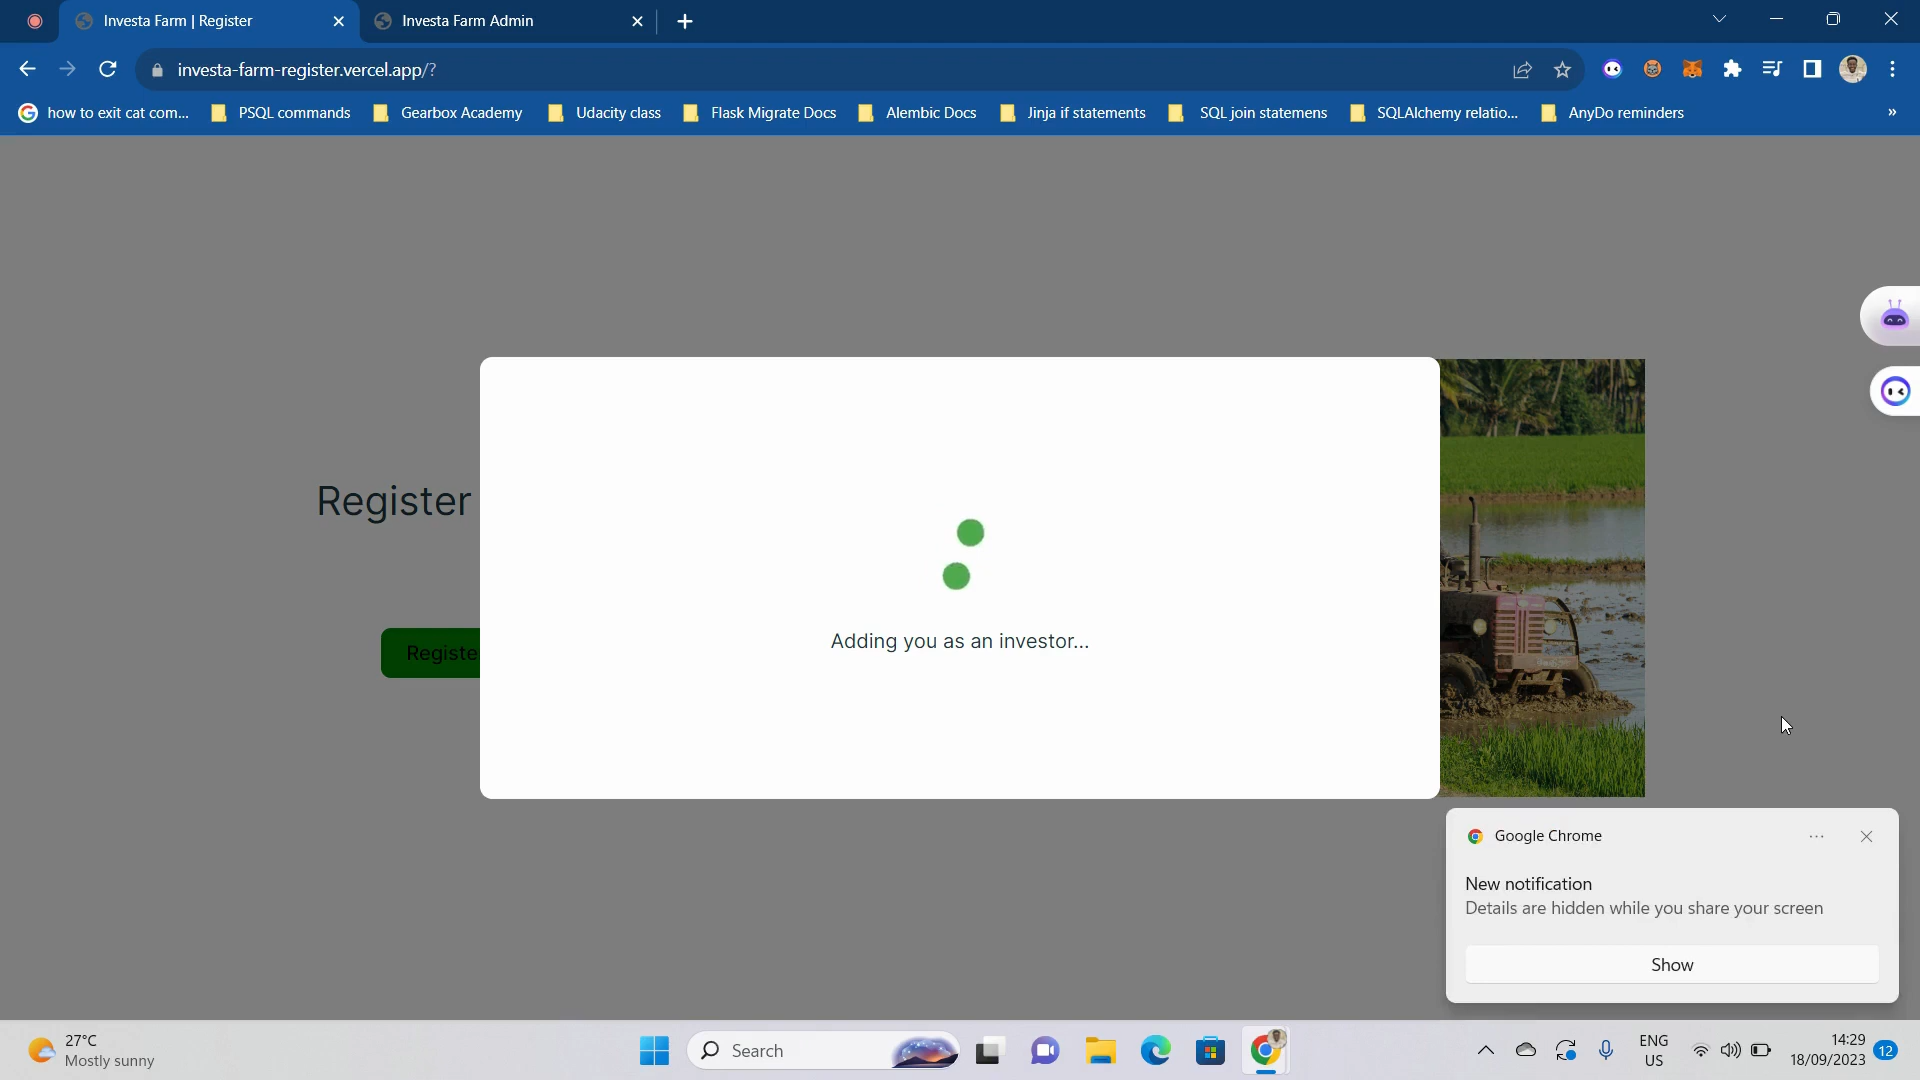 Investa Farm | Register
Investa Farm Admin
investa-farm-register.vercel.app/?
how to exit cat com...
PSQL commands
Gearbox Academy
Udacity class
Flask Migrate Docs
Alembic Docs
Jinja if statements
SQL join statemens
SQLAlchemy relatio...
AnyDo reminders
»
Register
Registe
Adding you as an investor...
Google Chrome
New notification
Details are hidden while you share your screen
Show
27°C
Mostly sunny
Search
ENG
US
14:29
18/09/2023
12